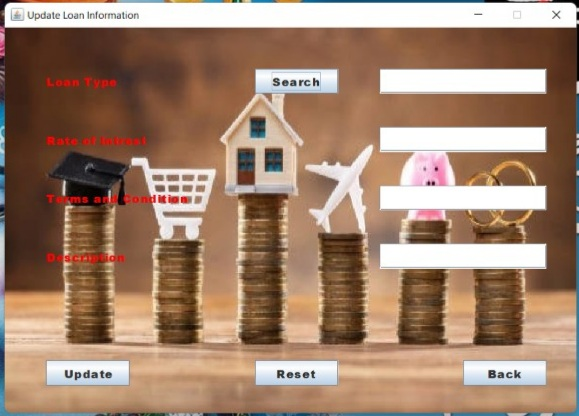 Update Loan Information
Loan Type
Search
Rate of Intrest
Terms and Condition
Description
Update
Reset
Back